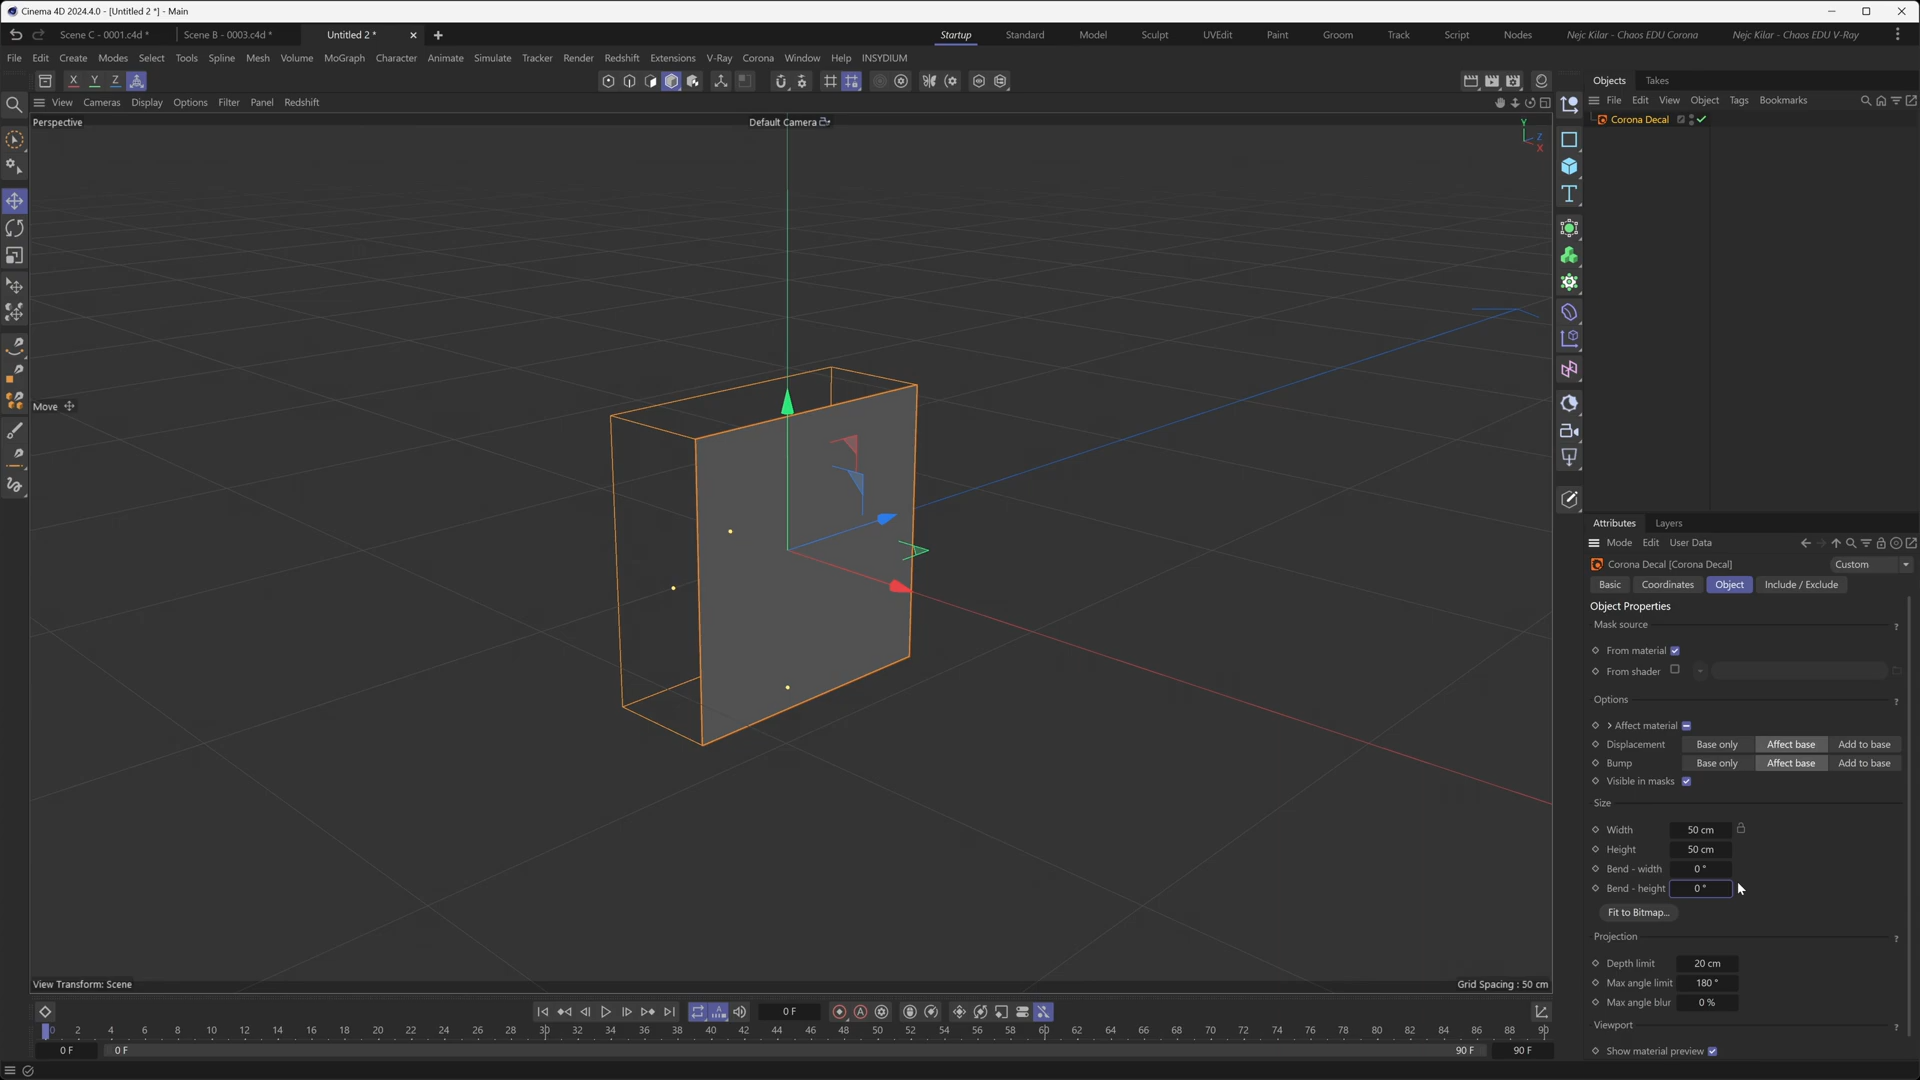 Cinema 4D 2024.4.0 - [Untitled 2 *] - Main
Scene C - 0001.c4d *
Scene B - 0003.c4d *
Untitled 2 *
Startup
Standard
Model
Sculpt
UVEdit
Paint
Groom
Track
Script
Nodes
Nejc Kilar - Chaos EDU Corona
Nejc Kilar - Chaos EDU V-Ray
File Edit Create Modes Select Tools Spline Mesh Volume MoGraph Character Animate Simulate Tracker Render Redshift Extensions V-Ray Corona Window Help INSYDIUM
X Y Z
Objects Takes
View Cameras Display Options Filter Panel Redshift
File Edit View Object Tags Bookmarks
Perspective
Default Camera
Corona Decal
Y
Z
X
Move
Attributes Layers
Mode Edit User Data
Corona Decal [Corona Decal]
Custom
Basic Coordinates Object Include / Exclude
Object Properties
Mask source ?
From material
From shader
Options ?
> Affect material
Displacement Base only Affect base Add to base
Bump Base only Affect base Add to base
Visible in masks
Size
Width 50 cm
Height 50 cm
Bend - width 0 °
Bend - height 0 °
Fit to Bitmap...
Projection ?
Depth limit 20 cm
Max angle limit 180 °
Max angle blur 0 %
Viewport ?
Show material preview
View Transform: Scene
Grid Spacing : 50 cm
0 F
0 2 4 6 8 10 12 14 16 18 20 22 24 26 28 30 32 34 36 38 40 42 44 46 48 50 52 54 56 58 60 62 64 66 68 70 72 74 76 78 80 82 84 86 88 90
0 F
0 F
90 F
90 F